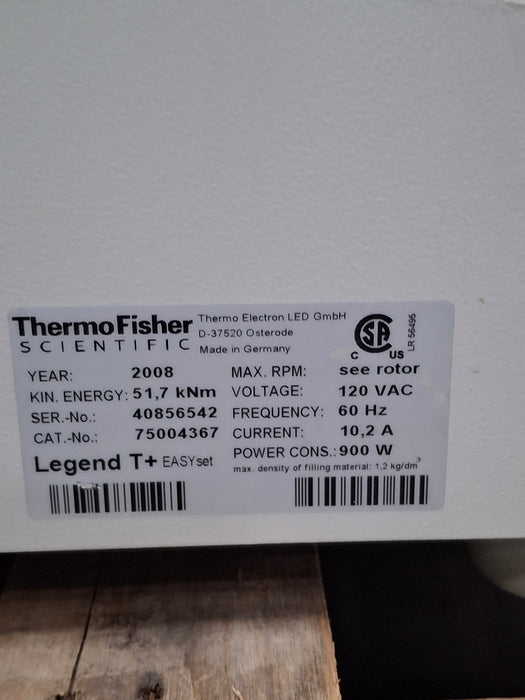 ThermoFisher
SCIENTIFIC
Thermo Electron LED GmbH
D-37520 Osterode
Made in Germany
CSA
C US
LR 56495
YEAR: 2008
KIN. ENERGY: 51,7 kNm
SER.-No.: 40856542
CAT.-No.: 75004367
Legend T+ EASYset
MAX. RPM: see rotor
VOLTAGE: 120 VAC
FREQUENCY: 60 Hz
CURRENT: 10,2 A
POWER CONS.: 900 W
max. density of filling material: 1,2 kg/dm³